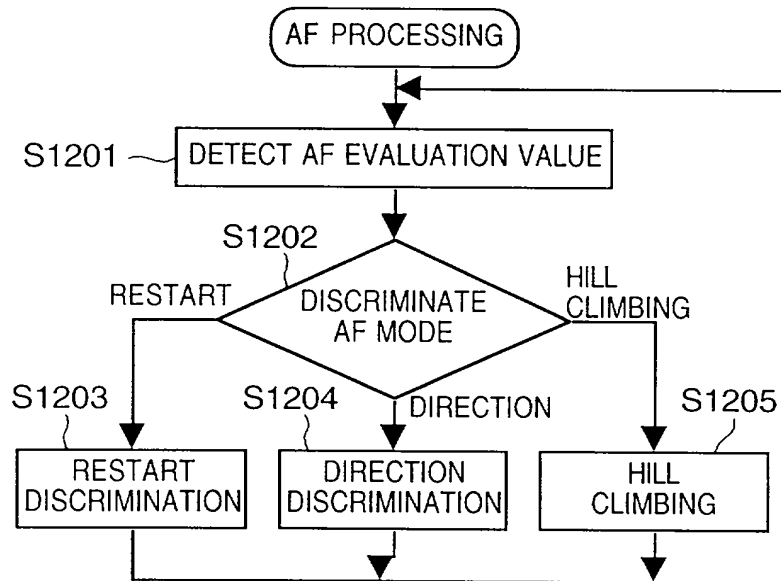 AF PROCESSING
S1201
DETECT AF EVALUATION VALUE
S1202
RESTART
DISCRIMINATE
AF MODE
HILL
CLIMBING
DIRECTION
S1203
RESTART
DISCRIMINATION
S1204
DIRECTION
DISCRIMINATION
S1205
HILL
CLIMBING